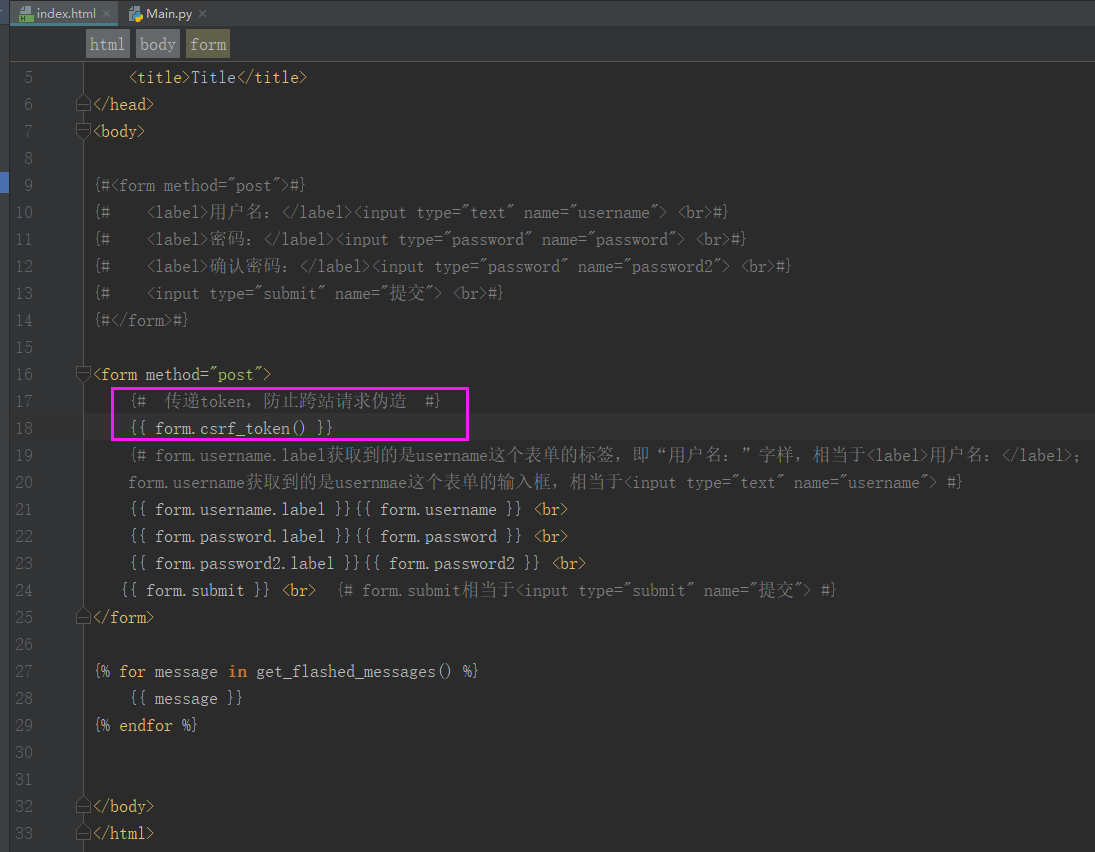 index.html
Main.py
html body form
5 <title>Title</title>
6 </head>
7 <body>
8
9 {#<form method="post">#}
10 {#    <label>用户名：</label><input type="text" name="username"> <br>#}
11 {#    <label>密码：</label><input type="password" name="password"> <br>#}
12 {#    <label>确认密码：</label><input type="password" name="password2"> <br>#}
13 {#    <input type="submit" name="提交"> <br>#}
14 {#</form>#}
15
16 <form method="post">
17 {#  传递token，防止跨站请求伪造  #}
18 {{ form.csrf_token() }}
19 {# form.username.label获取到的是username这个表单的标签，即“用户名：”字样，相当于<label>用户名：</label>；
20 form.username获取到的是usernmae这个表单的输入框，相当于<input type="text" name="username"> #}
21 {{ form.username.label }}{{ form.username }} <br>
22 {{ form.password.label }}{{ form.password }} <br>
23 {{ form.password2.label }}{{ form.password2 }} <br>
24 {{ form.submit }} <br>  {# form.submit相当于<input type="submit" name="提交"> #}
25 </form>
26
27 {% for message in get_flashed_messages() %}
28 {{ message }}
29 {% endfor %}
30
31
32 </body>
33 </html>